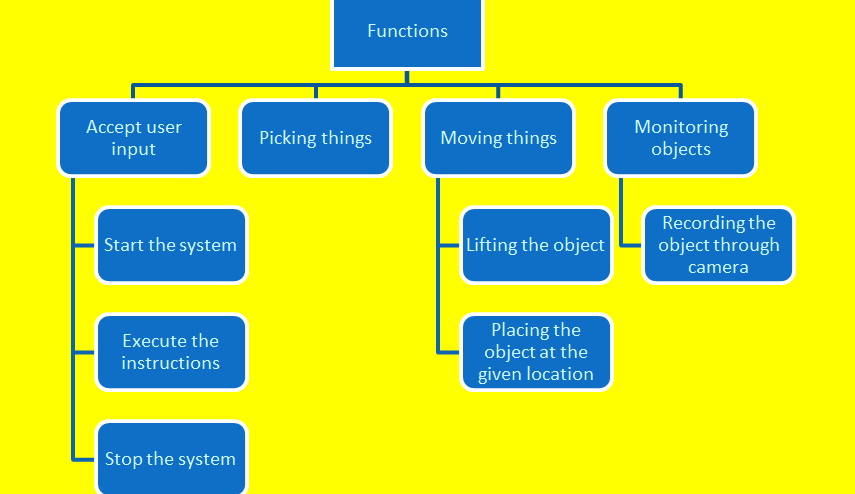 Functions
Accept user
input
Picking things
Moving things
Monitoring
objects
Start the system
Lifting the object
Recording the
object through
camera
Execute the
instructions
Placing the
object at the
given location
Stop the system